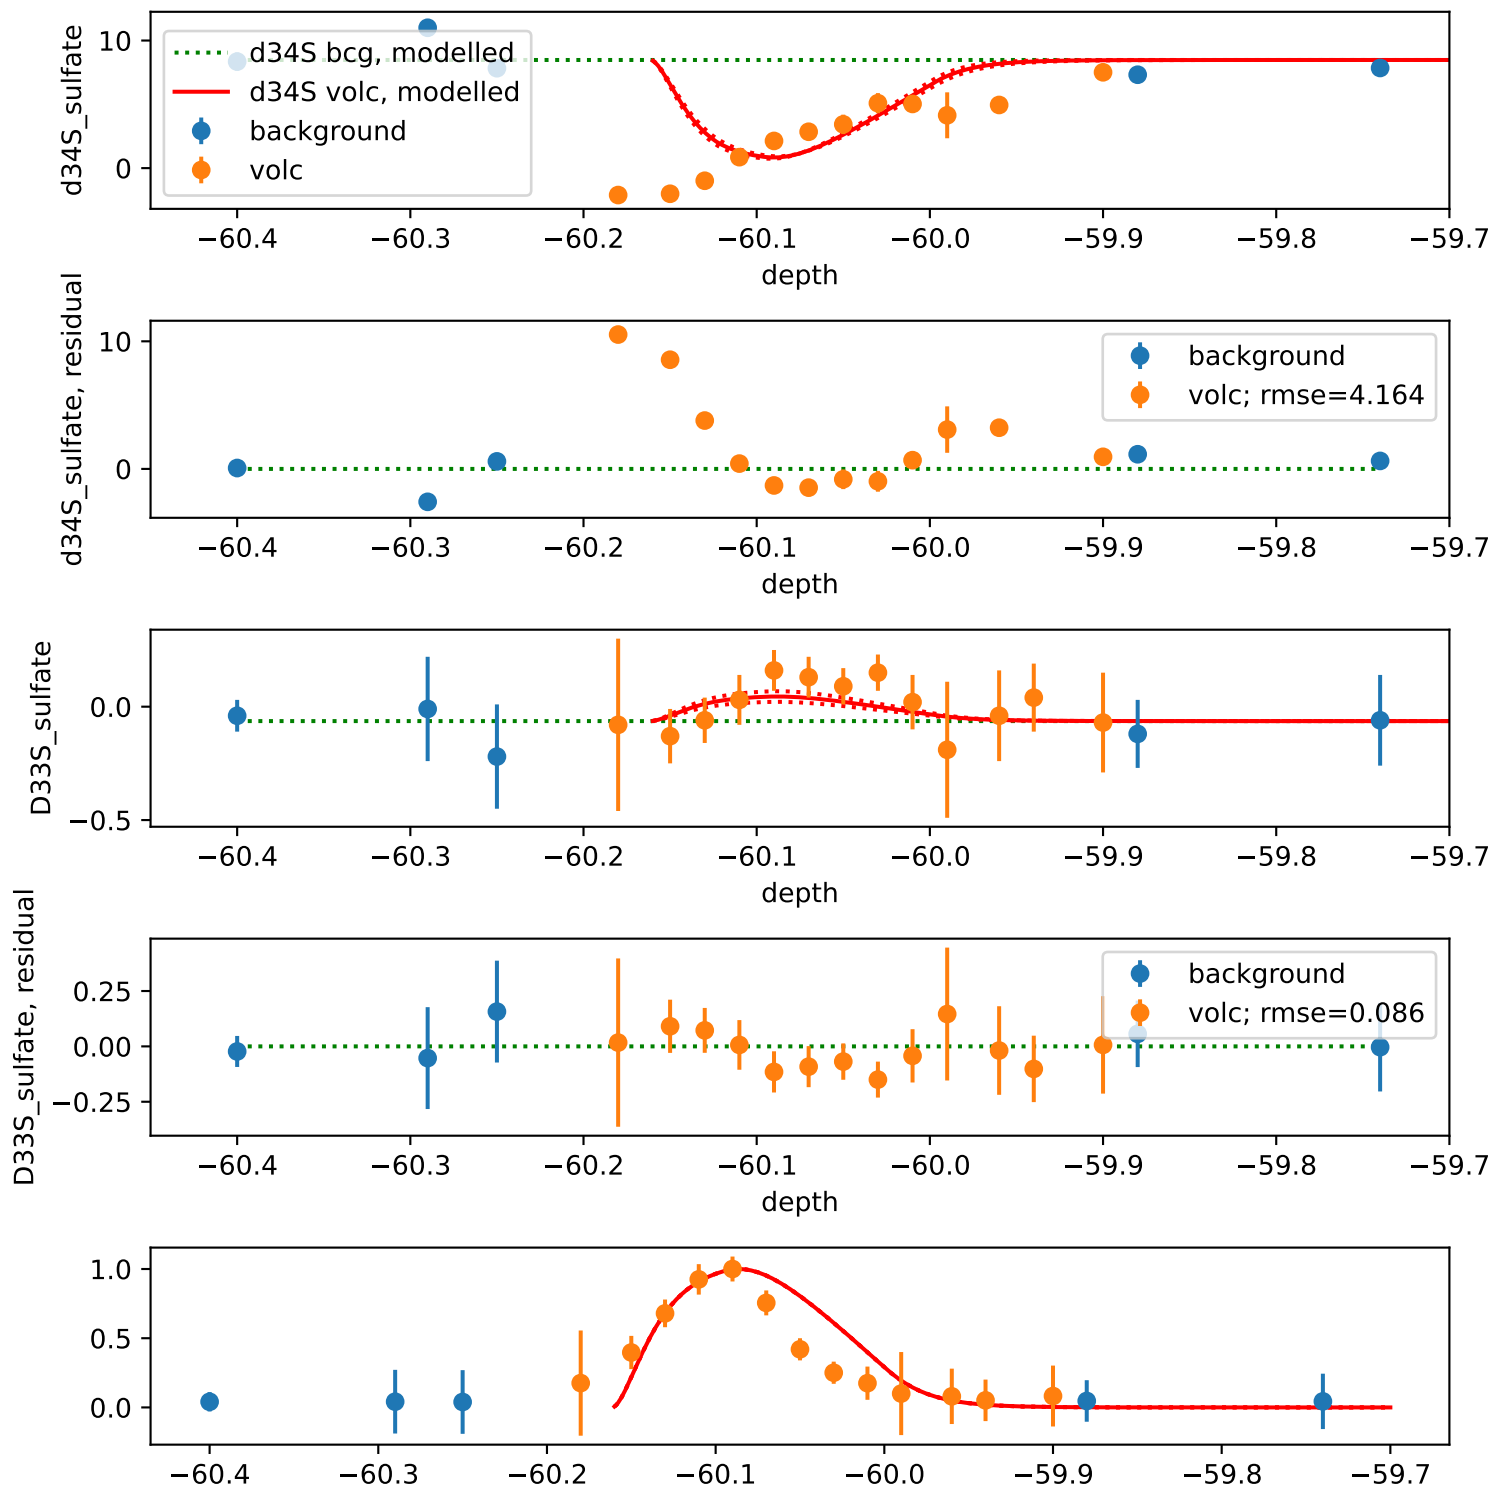 d34S_sulfate
10
0
d34S bcg, modelled
d34S volc, modelled
background
volc
−60.4 −60.3 −60.2 −60.1 −60.0 −59.9 −59.8 −59.7
depth
d34S_sulfate, residual
10
0
background
volc; rmse=4.164
−60.4 −60.3 −60.2 −60.1 −60.0 −59.9 −59.8 −59.7
depth
D33S_sulfate
0.0
−0.5
−60.4 −60.3 −60.2 −60.1 −60.0 −59.9 −59.8 −59.7
depth
D33S_sulfate, residual
0.25
0.00
−0.25
background
volc; rmse=0.086
−60.4 −60.3 −60.2 −60.1 −60.0 −59.9 −59.8 −59.7
depth
1.0
0.5
0.0
−60.4 −60.3 −60.2 −60.1 −60.0 −59.9 −59.8 −59.7